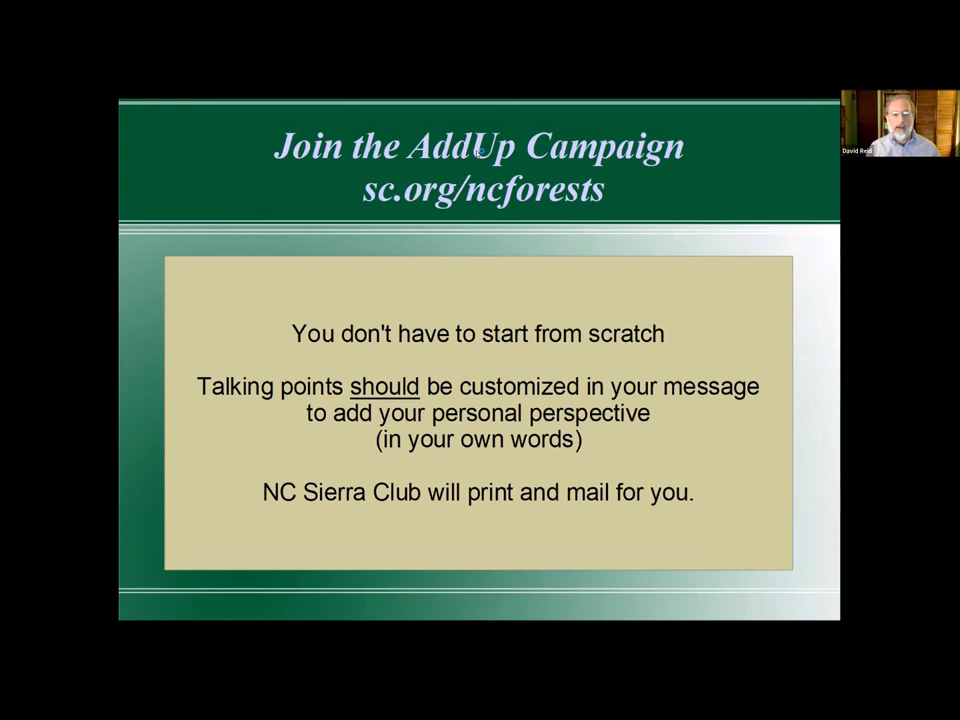 Join the AddUp Campaign
sc.org/ncforests
David Reid
You don't have to start from scratch
Talking points should be customized in your message
to add your personal perspective
(in your own words)
NC Sierra Club will print and mail for you.